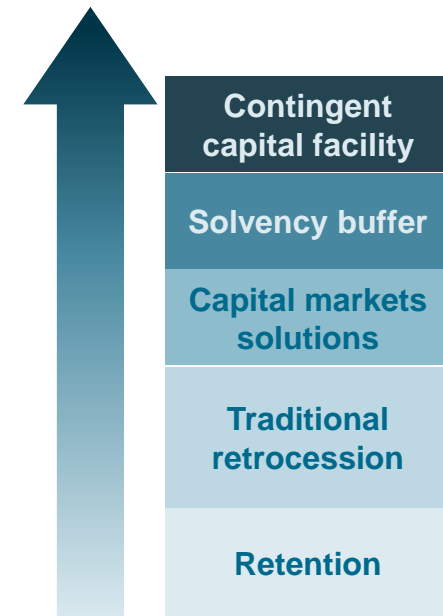 Contingent
capital facility
Solvency buffer
Capital markets
solutions
Traditional
retrocession
Retention